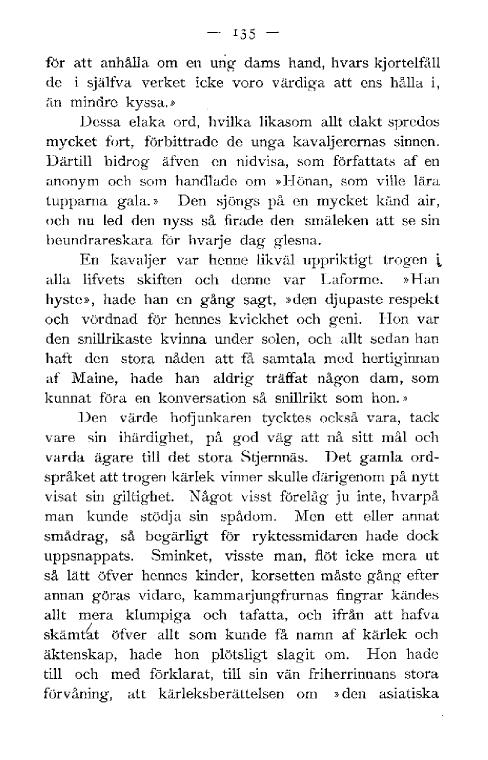 — 135 —
för att anhålla om en ung dams hand, hvars kjortelfåll
de i själfva verket icke voro värdiga att ens hålla i,
än mindre kyssa.»
Dessa elaka ord, hvilka likasom allt elakt spredos
mycket fort, förbittrade de unga kavaljerernas sinnen.
Därtill bidrog äfven en nidvisa, som författats af en
anonym och som handlade om »Hönan, som ville lära
tupparna gala.» Den sjöngs på en mycket känd air,
och nu led den nyss så firade den smäleken att se sin
beundrareskara för hvarje dag glesna.
En kavaljer var henne likväl uppriktigt trogen i
alla lifvets skiften och denne var Laforme. »Han
hyste», hade han en gång sagt, »den djupaste respekt
och vördnad för hennes kvickhet och geni. Hon var
den snillrikaste kvinna under solen, och allt sedan han
haft den stora nåden att få samtala med hertiginnan
af Maine, hade han aldrig träffat någon dam, som
kunnat föra en konversation så snillrikt som hon.»
Den värde hofjunkaren tycktes också vara, tack
vare sin ihärdighet, på god väg att nå sitt mål och
varda ägare till det stora Stjernnäs. Det gamla ord-
språket att trogen kärlek vinner skulle därigenom på nytt
visat sin giltighet. Något visst förelåg ju inte, hvarpå
man kunde stödja sin spådom. Men ett eller annat
smådrag, så begärligt för ryktessmidaren hade dock
uppsnappats. Sminket, visste man, flöt icke mera ut
så lätt öfver hennes kinder, korsetten måste gång efter
annan göras vidare, kammarjungfrurnas fingrar kändes
allt mera klumpiga och tafatta, och ifrån att hafva
skämtat öfver allt som kunde få namn af kärlek och
äktenskap, hade hon plötsligt slagit om. Hon hade
till och med förklarat, till sin vän friherrinnans stora
förvåning, att kärleksberättelsen om »den asiatiska